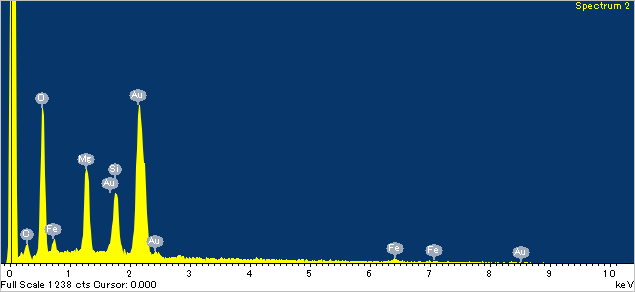 Spectrum 2
Au
O
Mg
Si
Au
Fe
Au
Fe
Fe
Au
0 1 2 3 4 5 6 7 8 9 10
Full Scale 1238 cts Cursor: 0.000 keV